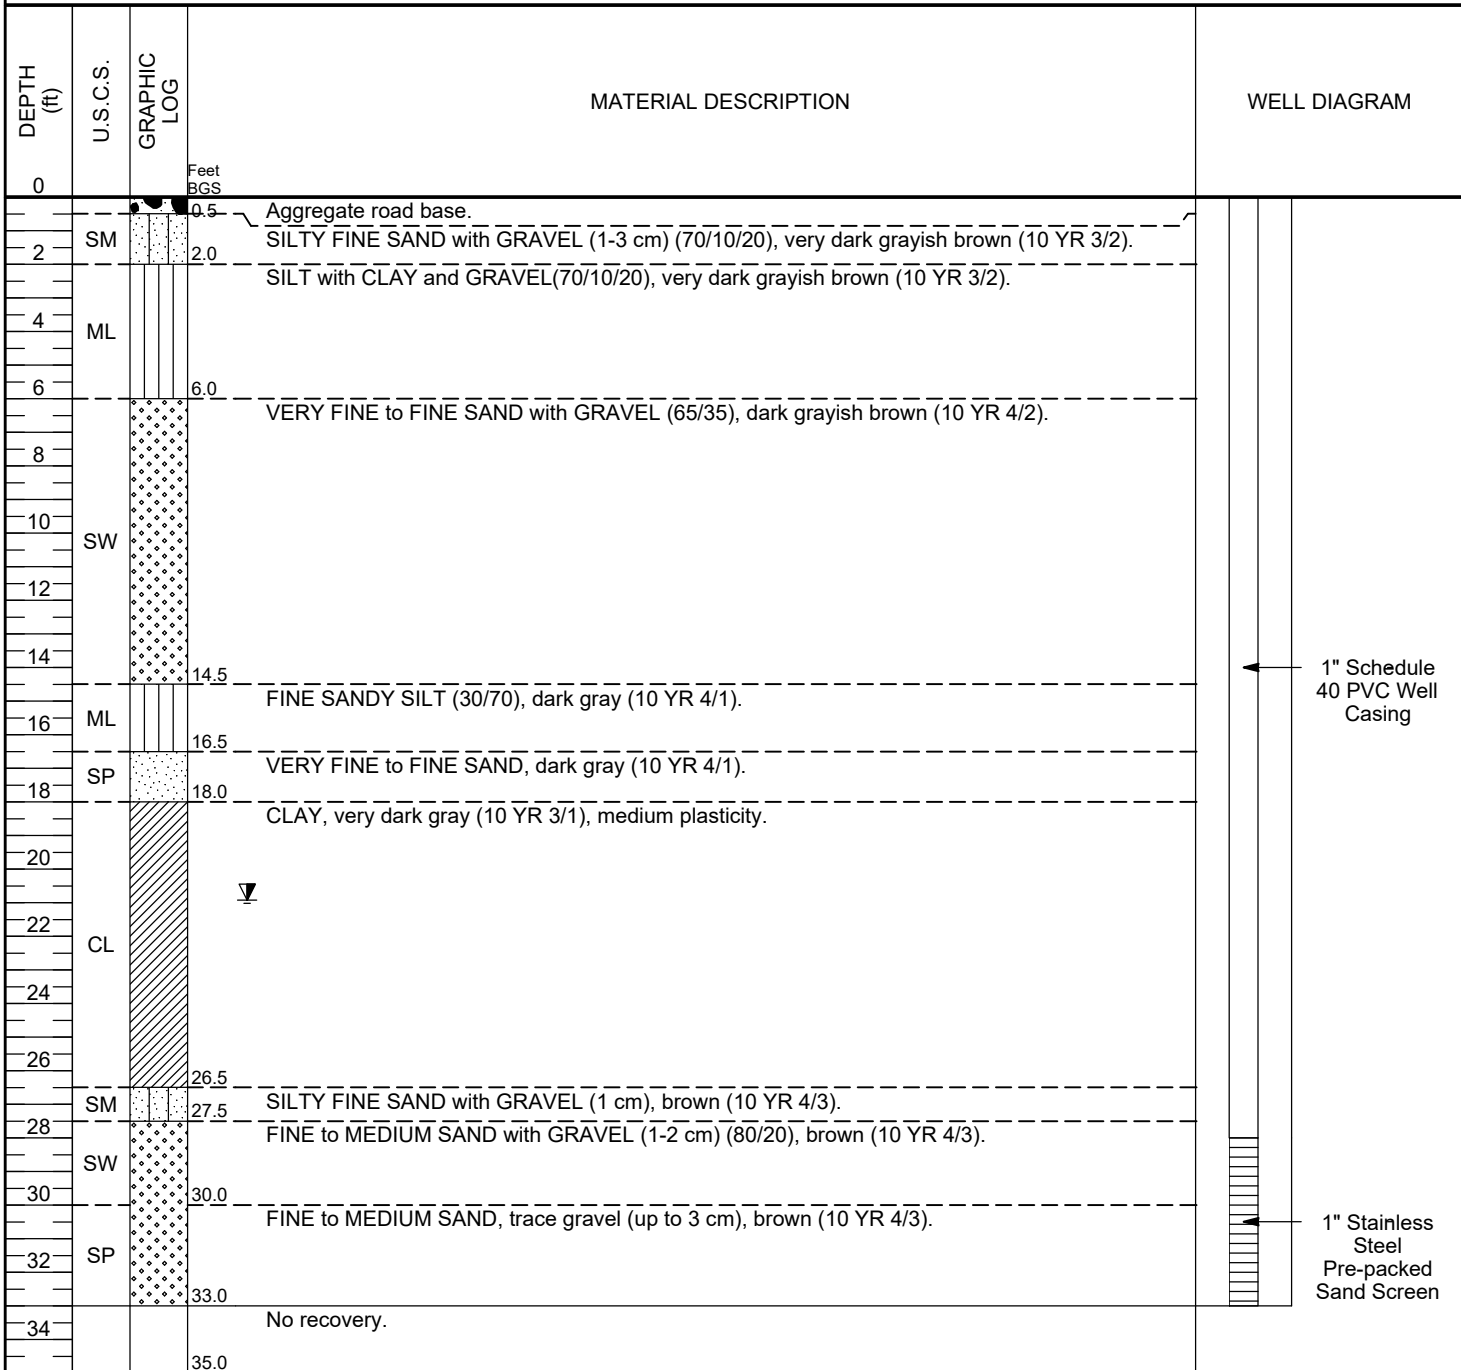 DEPTH
(ft)
U.S.C.S.
GRAPHIC
LOG
MATERIAL DESCRIPTION
WELL DIAGRAM
0
Feet
BGS
0.5
Aggregate road base.
SM
SILTY FINE SAND with GRAVEL (1-3 cm) (70/10/20), very dark grayish brown (10 YR 3/2).
2
2.0
SILT with CLAY and GRAVEL(70/10/20), very dark grayish brown (10 YR 3/2).
4
ML
6
6.0
VERY FINE to FINE SAND with GRAVEL (65/35), dark grayish brown (10 YR 4/2).
8
10
SW
12
14
14.5
1" Schedule
40 PVC Well
Casing
FINE SANDY SILT (30/70), dark gray (10 YR 4/1).
16
ML
16.5
VERY FINE to FINE SAND, dark gray (10 YR 4/1).
SP
18
18.0
CLAY, very dark gray (10 YR 3/1), medium plasticity.
20
22
CL
24
26
26.5
SM
SILTY FINE SAND with GRAVEL (1 cm), brown (10 YR 4/3).
27.5
28
FINE to MEDIUM SAND with GRAVEL (1-2 cm) (80/20), brown (10 YR 4/3).
SW
30
30.0
FINE to MEDIUM SAND, trace gravel (up to 3 cm), brown (10 YR 4/3).
1" Stainless
Steel
Pre-packed
Sand Screen
32
SP
33.0
No recovery.
34
35.0